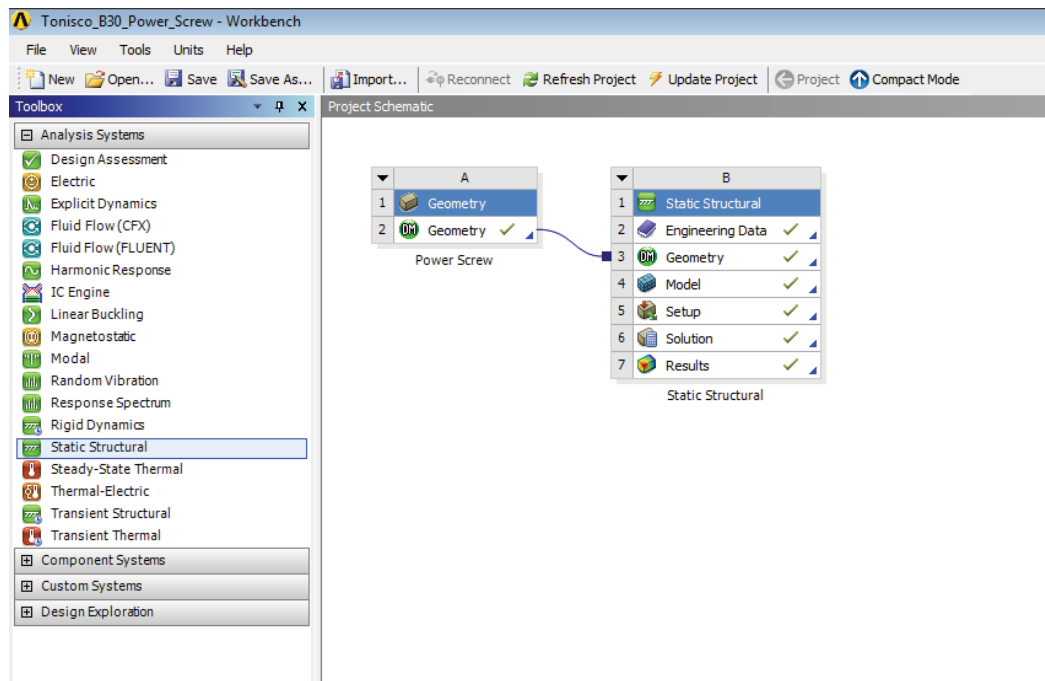 Tonisco_B30_Power_Screw - Workbench
File View Tools Units Help
New Open... Save Save As... Import... Reconnect Refresh Project Update Project Project Compact Mode
Toolbox
Project Schematic
Analysis Systems
Design Assessment
Electric
Explicit Dynamics
Fluid Flow (CFX)
Fluid Flow (FLUENT)
Harmonic Response
IC Engine
Linear Buckling
Magnetostatic
Modal
Random Vibration
Response Spectrum
Rigid Dynamics
Static Structural
Steady-State Thermal
Thermal-Electric
Transient Structural
Transient Thermal
Component Systems
Custom Systems
Design Exploration
A
1 Geometry
2 DM Geometry
Power Screw
B
1 Static Structural
2 Engineering Data
3 DM Geometry
4 Model
5 Setup
6 Solution
7 Results
Static Structural